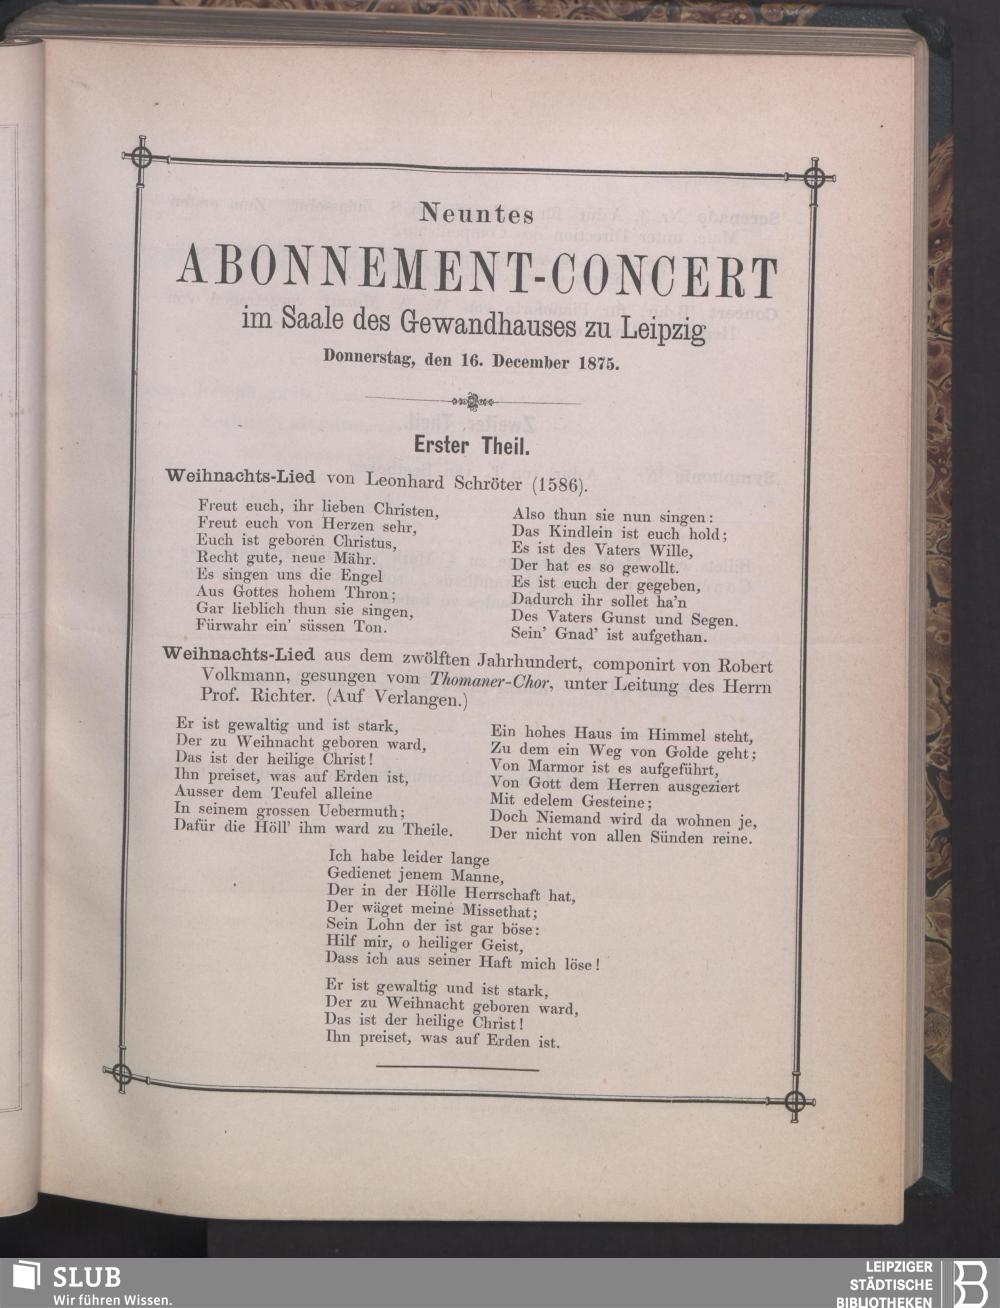 Neuntes
ABONNEMENT-CONCERT
im Saale des Gewandhauses zu Leipzig
Donnerstag, den 16. December 1875.
Erster Theil.
Weihnachts-Lied von Leonhard Schröter (1586).
Freut euch, ihr lieben Christen,
Freut euch von Herzen sehr,
Euch ist geboren Christus,
Recht gute, neue Mähr.
Es singen uns die Engel
Aus Gottes hohem Thron;
Gar lieblich thun sie singen,
Fürwahr ein' süssen Ton.
Also thun sie nun singen:
Das Kindlein ist euch hold;
Es ist des Vaters Wille,
Der hat es so gewollt.
Es ist euch der gegeben,
Dadurch ihr sollet ha'n
Des Vaters Gunst und Segen.
Sein' Gnad' ist aufgethan.
Weihnachts-Lied aus dem zwölften Jahrhundert, componirt von Robert
Volkmann, gesungen vom Thomaner-Chor, unter Leitung des Herrn
Prof. Richter. (Auf Verlangen.)
Er ist gewaltig und ist stark,
Der zu Weihnacht geboren ward,
Das ist der heilige Christ!
Ihn preiset, was auf Erden ist,
Ausser dem Teufel alleine
In seinem grossen Uebermuth;
Dafür die Höll' ihm ward zu Theile.
Ein hohes Haus im Himmel steht,
Zu dem ein Weg von Golde geht;
Von Marmor ist es aufgeführt,
Von Gott dem Herren ausgeziert
Mit edelem Gesteine;
Doch Niemand wird da wohnen je,
Der nicht von allen Sünden reine.
Ich habe leider lange
Gedienet jenem Manne,
Der in der Hölle Herrschaft hat,
Der wäget meine Missethat;
Sein Lohn der ist gar böse:
Hilf mir, o heiliger Geist,
Dass ich aus seiner Haft mich löse!
Er ist gewaltig und ist stark,
Der zu Weihnacht geboren ward,
Das ist der heilige Christ!
Ihn preiset, was auf Erden ist.
SLUB
Wir führen Wissen.
LEIPZIGER
STÄDTISCHE
BIBLIOTHEKEN